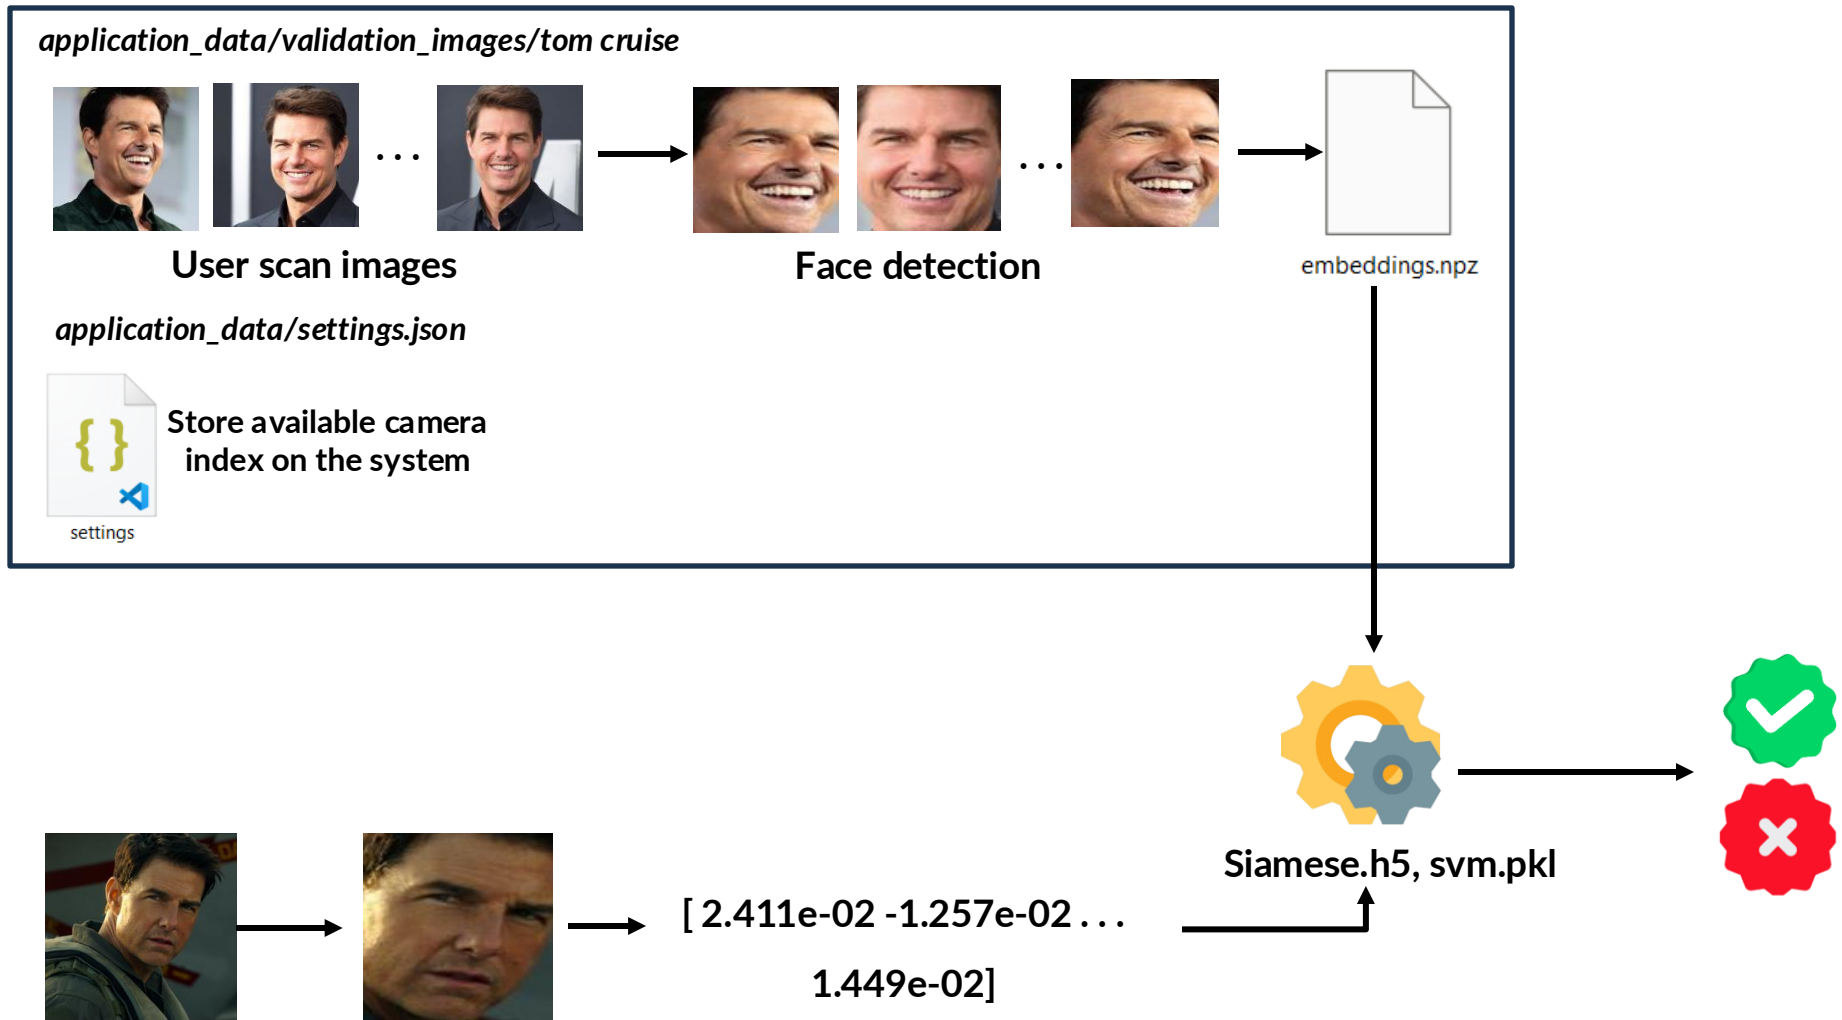 application_data/validation_images/tom cruise
. . .
. . .
User scan images
Face detection
embeddings.npz
application_data/settings.json
{ }
Store available camera
index on the system
settings
Siamese.h5, svm.pkl
[ 2.411e-02 -1.257e-02 . . .
1.449e-02]